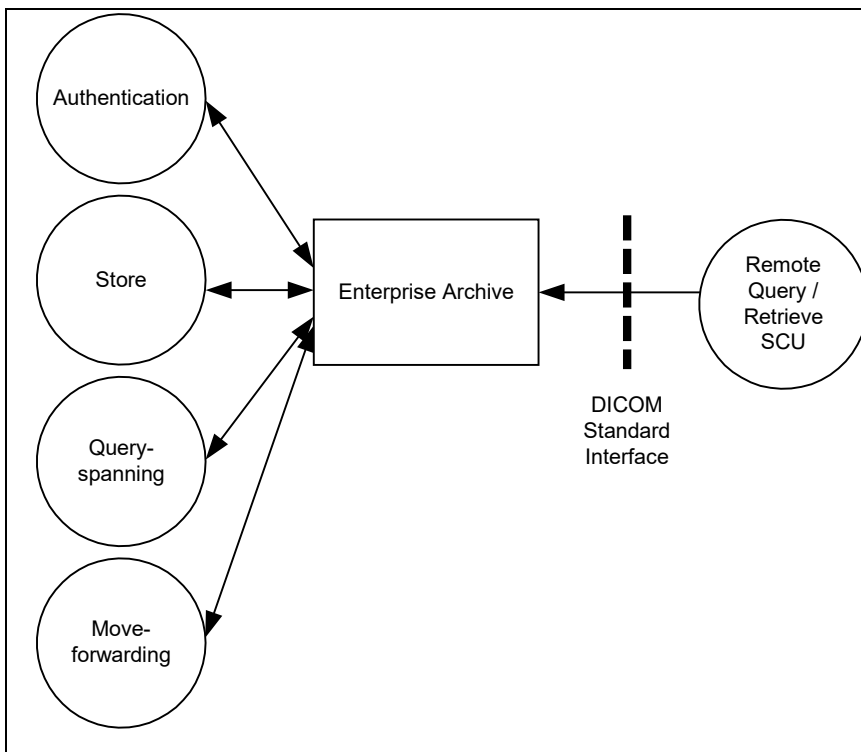 Authentication
Store
Query-
spanning
Move-
forwarding
Enterprise Archive
DICOM
Standard
Interface
Remote
Query /
Retrieve
SCU